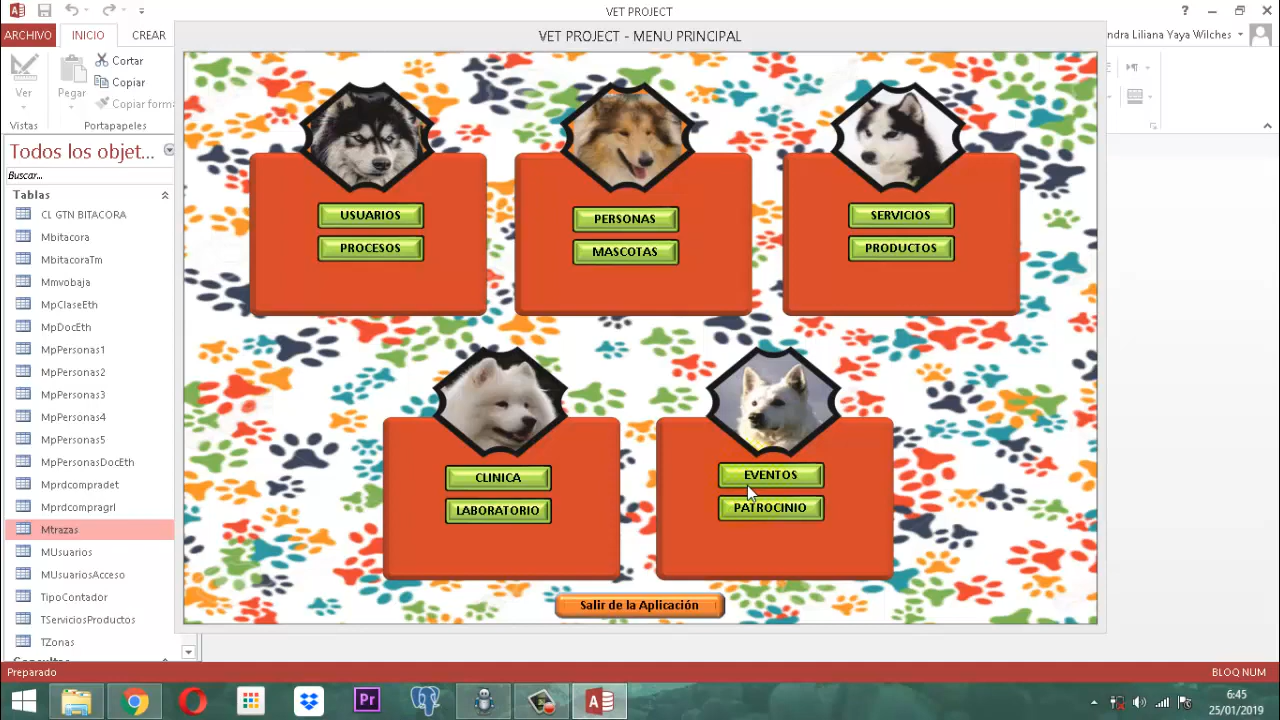 VET PROJECT
ARCHIVO INICIO CREAR
ndra Liliana Yaya Wilches
Ver
Pegar
Cortar
Copiar
Copiar forma
Vistas
Portapapeles
VET PROJECT - MENU PRINCIPAL
Todos los objet...
Buscar...
Tablas
CL GTN BITACORA
Mbitacora
MbitacoraTm
Mmvobaja
MpClaseEth
MpDocEth
MpPersonas1
MpPersonas2
MpPersonas3
MpPersonas4
MpPersonas5
MpPersonasDocEth
Mprcompradet
Mprdcompragrl
Mtrazas
MUsuarios
MUsuariosAcceso
TipoContador
TServiciosProductos
TZonas
USUARIOS
PROCESOS
PERSONAS
MASCOTAS
SERVICIOS
PRODUCTOS
CLINICA
LABORATORIO
EVENTOS
PATROCINIO
Salir de la Aplicación
Preparado
BLOQ NUM
Pr
6:45
25/01/2019